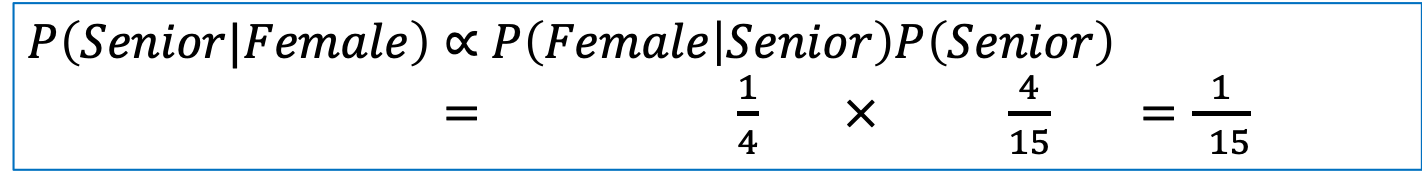 P(Senior|Female) ∝ P(Female|Senior)P(Senior)
= 1/4 × 4/15 = 1/15